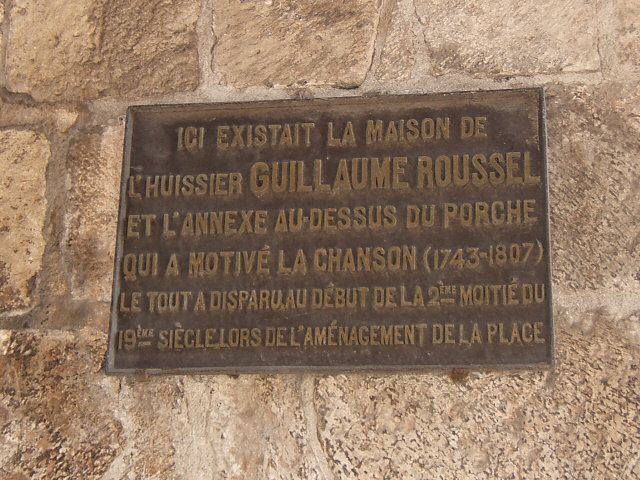 ICI EXISTAIT LA MAISON DE
L'HUISSIER GUILLAUME ROUSSEL
ET L'ANNEXE AU-DESSUS DU PORCHE
QUI A MOTIVÉ LA CHANSON (1743-1807)
LE TOUT A DISPARU, AU DÉBUT DE LA 2ÈME MOITIÉ DU
19ÈME SIÈCLE, LORS DE L'AMÉNAGEMENT DE LA PLACE